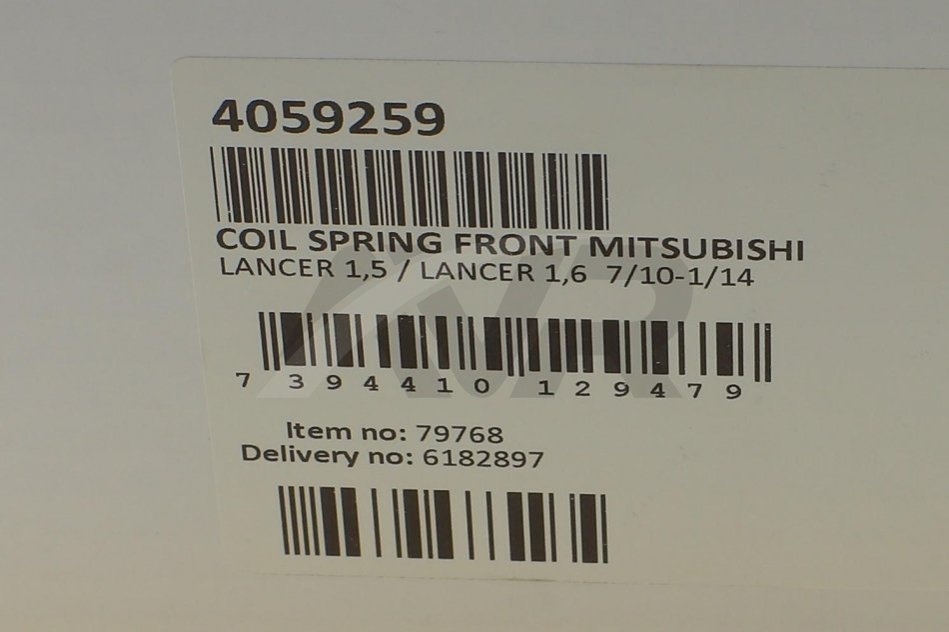 4059259
COIL SPRING FRONT MITSUBISHI
LANCER 1,5 / LANCER 1,6 7/10-1/14
7 394410 129479
Item no: 79768
Delivery no: 6182897